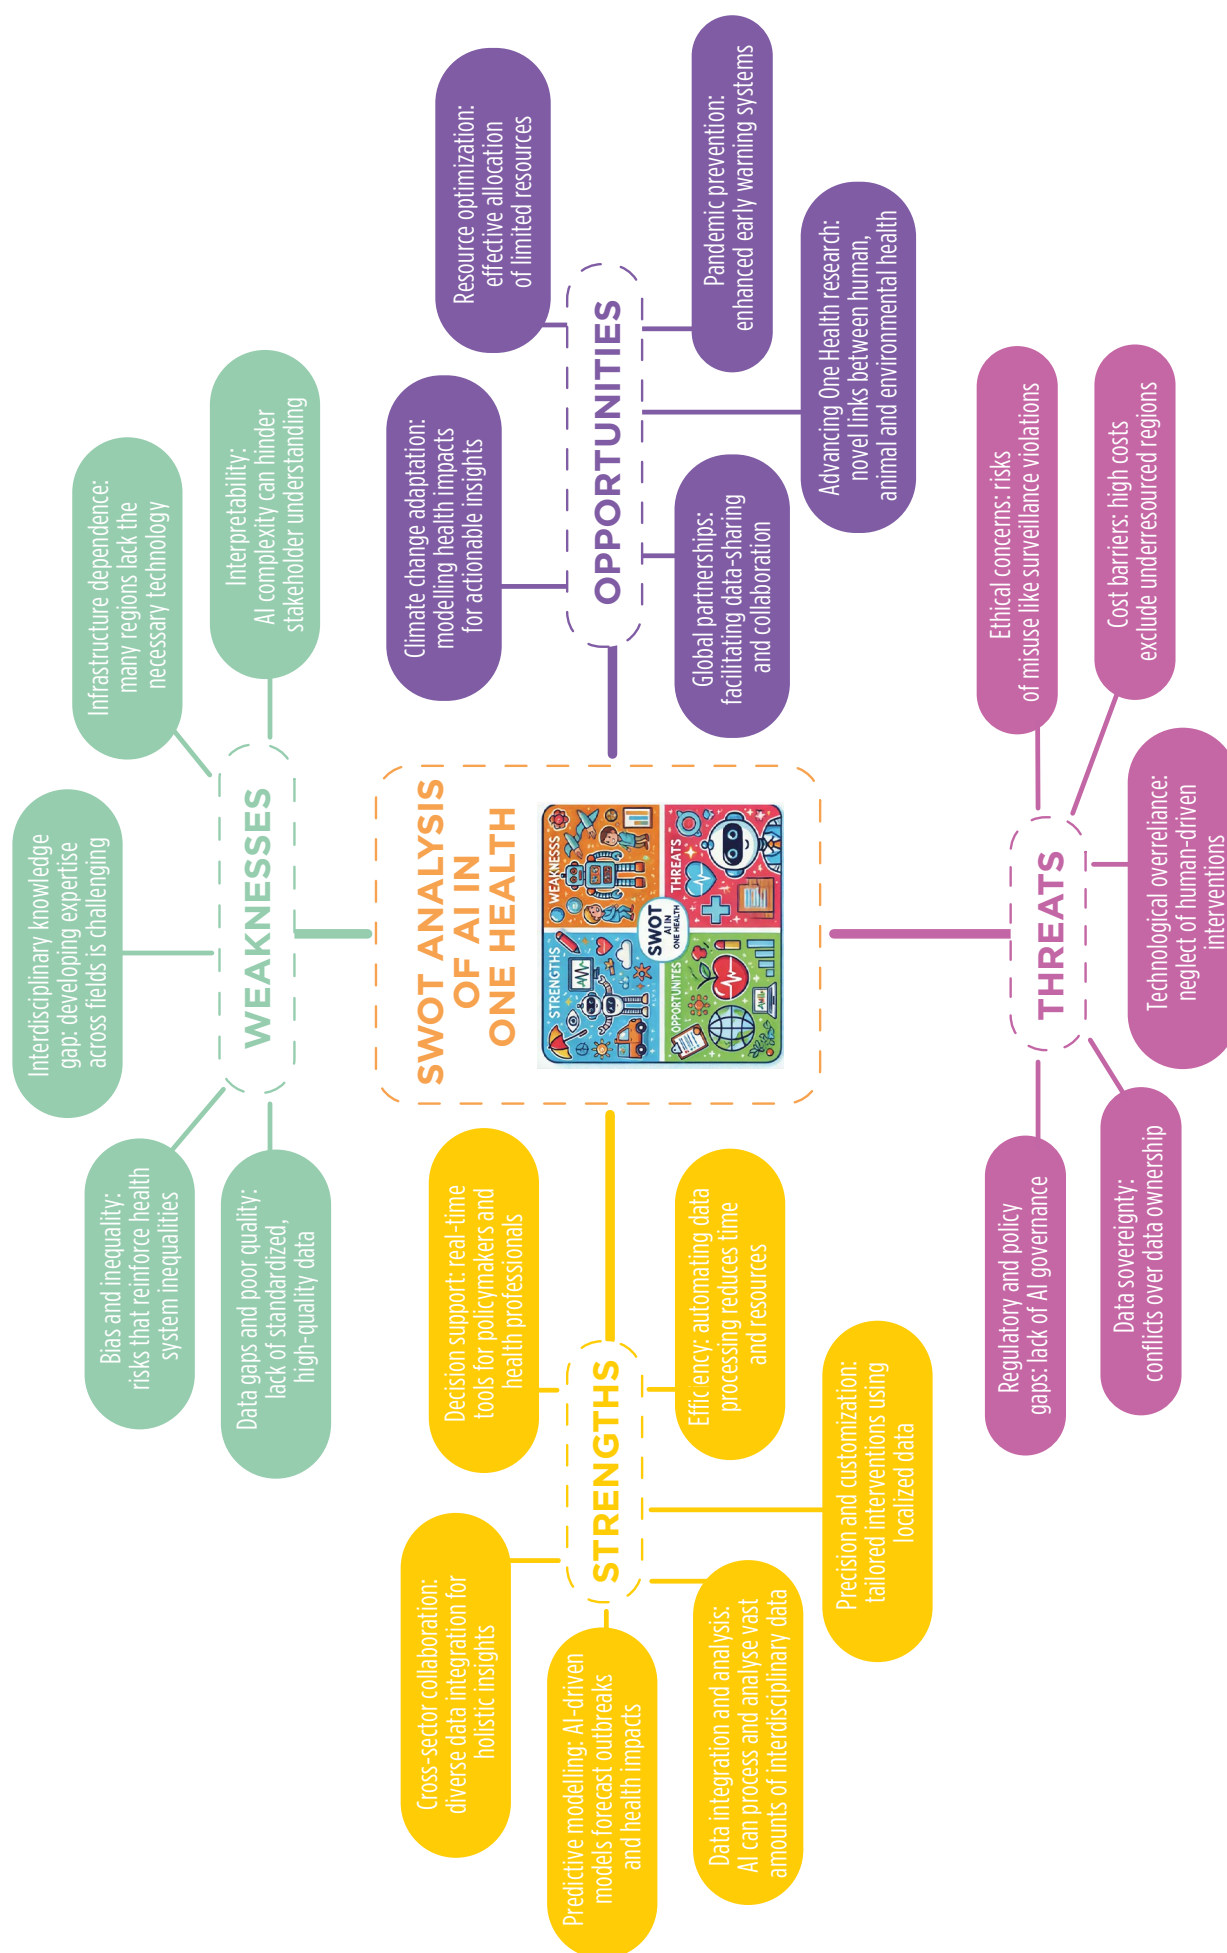 SWOT ANALYSIS
OF AI IN
ONE HEALTH
STRENGTHS
WEAKNESSS
OPPORTUNITES
THREATS
SWOT
AI IN
ONE HEALTH
STRENGTHS
Cross-sector collaboration:
diverse data integration for
holistic insights
Decision support: real-time
tools for policymakers and
health professionals
Predictive modelling: AI-driven
models forecast outbreaks
and health impacts
Data integration and analysis:
AI can process and analyse vast
amounts of interdisciplinary data
Efficiency: automating data
processing reduces time
and resources
Precision and customization:
tailored interventions using
localized data
WEAKNESSES
Bias and inequality:
risks that reinforce health
system inequalities
Data gaps and poor quality:
lack of standardized,
high-quality data
Interdisciplinary knowledge
gap: developing expertise
across fields is challenging
Infrastructure dependence:
many regions lack the
necessary technology
Interpretability:
AI complexity can hinder
stakeholder understanding
OPPORTUNITIES
Climate change adaptation:
modelling health impacts
for actionable insights
Resource optimization:
effective allocation
of limited resources
Global partnerships:
facilitating data-sharing
and collaboration
Pandemic prevention:
enhanced early warning systems
Advancing One Health research:
novel links between human,
animal and environmental health
THREATS
Regulatory and policy
gaps: lack of AI governance
Data sovereignty:
conflicts over data ownership
Technological overreliance:
neglect of human-driven
interventions
Ethical concerns: risks
of misuse like surveillance violations
Cost barriers: high costs
exclude underresourced regions